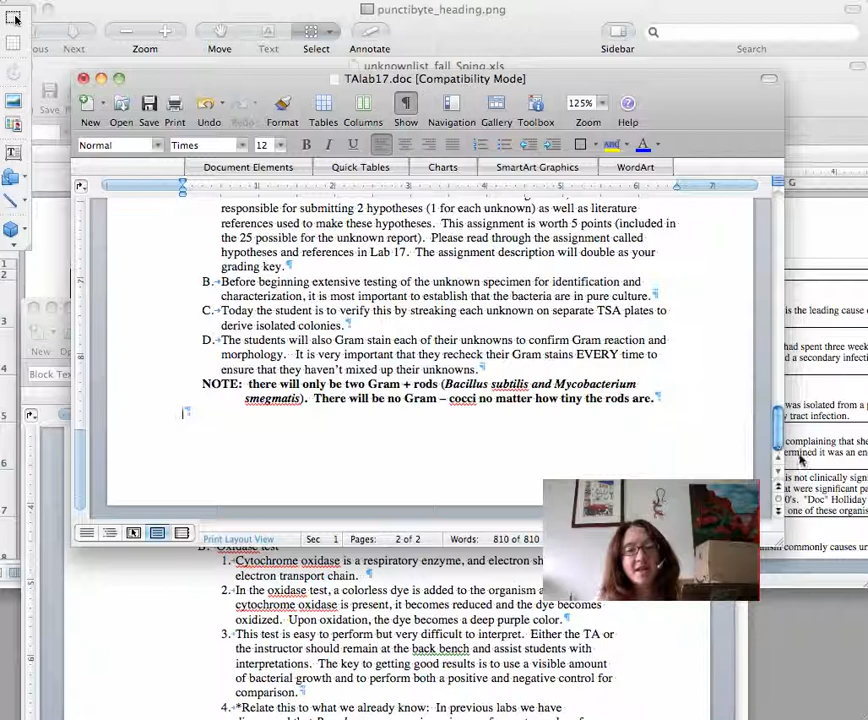 punctibyte_heading.png
ous Next Zoom Move Text Select Annotate Sidebar Search
unknownlist_fall_Sping.xls
TAlab17.doc [Compatibility Mode]
125%
New Open Save Print Undo Redo Format Tables Columns Show Navigation Gallery Toolbox Zoom Help
Normal Times 12 B I U
Document Elements Quick Tables Charts SmartArt Graphics WordArt
responsible for submitting 2 hypotheses (1 for each unknown) as well as literature
references used to make these hypotheses. This assignment is worth 5 points (included in
the 25 possible for the unknown report). Please read through the assignment called
hypotheses and references in Lab 17. The assignment description will double as your
grading key.
B. Before beginning extensive testing of the unknown specimen for identification and
characterization, it is most important to establish that the bacteria are in pure culture.
C. Today the student is to verify this by streaking each unknown on separate TSA plates to
derive isolated colonies.
D. The students will also Gram stain each of their unknowns to confirm Gram reaction and
morphology. It is very important that they recheck their Gram stains EVERY time to
ensure that they haven't mixed up their unknowns.
NOTE: there will only be two Gram + rods (Bacillus subtilis and Mycobacterium
smegmatis). There will be no Gram – cocci no matter how tiny the rods are.
Print Layout View Sec 1 Pages: 2 of 2 Words: 810 of 810
G
is the leading cause
had spent three week
d a secondary infecti
was isolated from a
y tract infection.
complaining that she
ermined it was an en
is not clinically sign
at were significant pa
0's. "Doc" Holliday
one of these organis
commonly causes ur
New Open
Block Text
B. Oxidase test
1. Cytochrome oxidase is a respiratory enzyme, and electron sh
electron transport chain.
2. In the oxidase test, a colorless dye is added to the organism a
cytochrome oxidase is present, it becomes reduced and the dye becomes
oxidized. Upon oxidation, the dye becomes a deep purple color.
3. This test is easy to perform but very difficult to interpret. Either the TA or
the instructor should remain at the back bench and assist students with
interpretations. The key to getting good results is to use a visible amount
of bacterial growth and to perform both a positive and negative control for
comparison.
4. *Relate this to what we already know: In previous labs we have